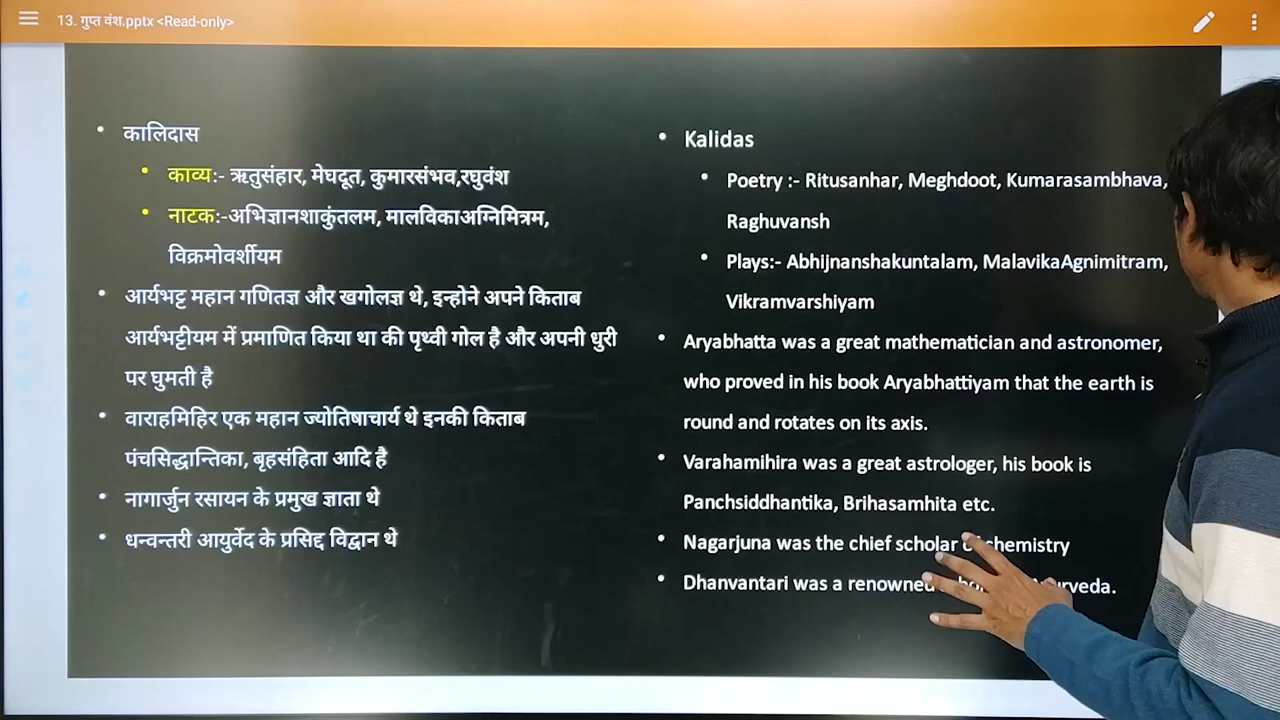 13. गुप्त वंश.pptx <Read-only>
• कालिदास
• काव्य:- ऋतुसंहार, मेघदूत, कुमारसंभव,रघुवंश
• नाटक:-अभिज्ञानशाकुंतलम, मालविकाअग्निमित्रम,
विक्रमोवर्शीयम
• आर्यभट्ट महान गणितज्ञ और खगोलज्ञ थे, इन्होने अपने किताब
आर्यभट्टीयम में प्रमाणित किया था की पृथ्वी गोल है और अपनी धुरी
पर घुमती है
• वाराहमिहिर एक महान ज्योतिषाचार्य थे इनकी किताब
पंचसिद्धान्तिका, बृहसंहिता आदि है
• नागार्जुन रसायन के प्रमुख ज्ञाता थे
• धन्वन्तरी आयुर्वेद के प्रसिद्द विद्वान थे
• Kalidas
• Poetry :- Ritusanhar, Meghdoot, Kumarasambhava,
Raghuvansh
• Plays:- Abhijnanshakuntalam, MalavikaAgnimitram,
Vikramvarshiyam
• Aryabhatta was a great mathematician and astronomer,
who proved in his book Aryabhattiyam that the earth is
round and rotates on its axis.
• Varahamihira was a great astrologer, his book is
Panchsiddhantika, Brihasamhita etc.
• Nagarjuna was the chief scholar chemistry
• Dhanvantari was a renowned